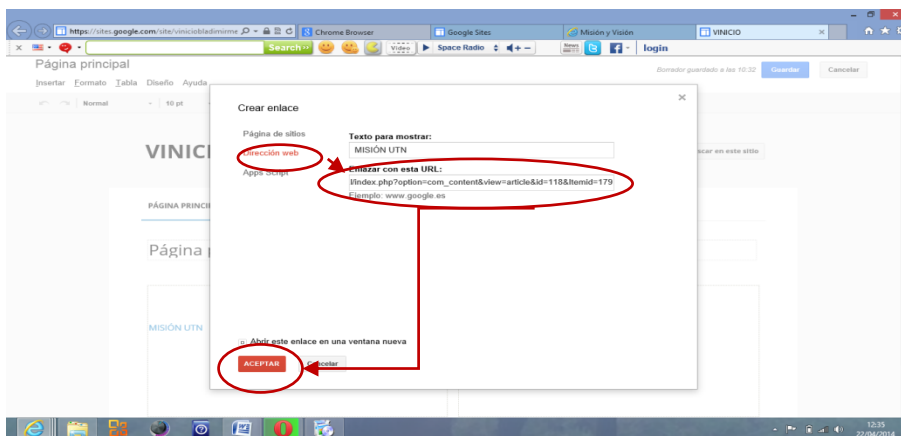 https://sites.google.com/site/viniciobladimirme Chrome Browser Google Sites Misión y Visión VINICIO
Search Video Space Radio News login
Página principal
Borrador guardado a las 10:32 Guardar Cancelar
Insertar Formato Tabla Diseño Ayuda
Normal 10 pt
Crear enlace
Página de sitios
Dirección web
Apps Script
Texto para mostrar:
MISIÓN UTN
Enlazar con esta URL:
l/index.php?option=com_content&view=article&id=118&Itemid=179
Ejemplo: www.google.es
VINICI
scar en este sitio
PÁGINA PRINCI
Página
MISIÓN UTN
Abrir este enlace en una ventana nueva
ACEPTAR Cancelar
12:35
22/04/2014